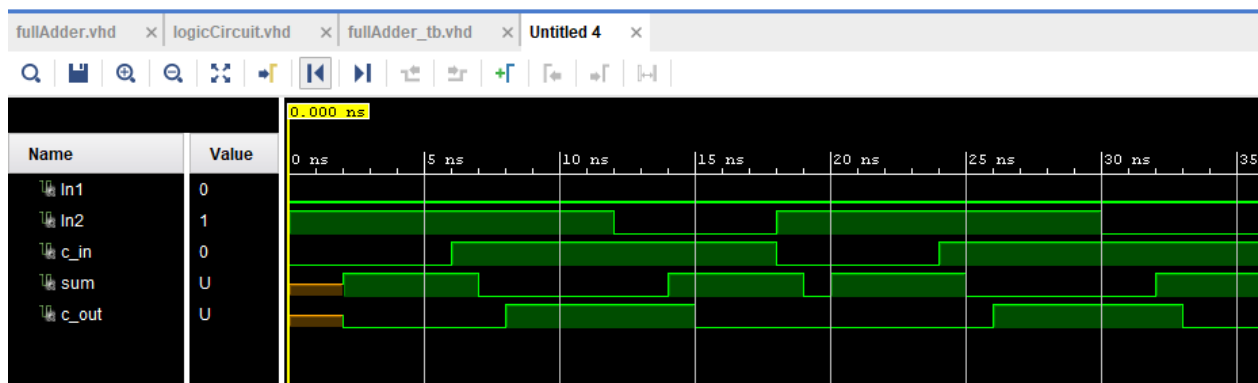 fullAdder.vhd × logicCircuit.vhd × fullAdder_tb.vhd × Untitled 4 ×
0.000 ns
Name Value 0 ns 5 ns 10 ns 15 ns 20 ns 25 ns 30 ns 35
In1 0
In2 1
c_in 0
sum U
c_out U